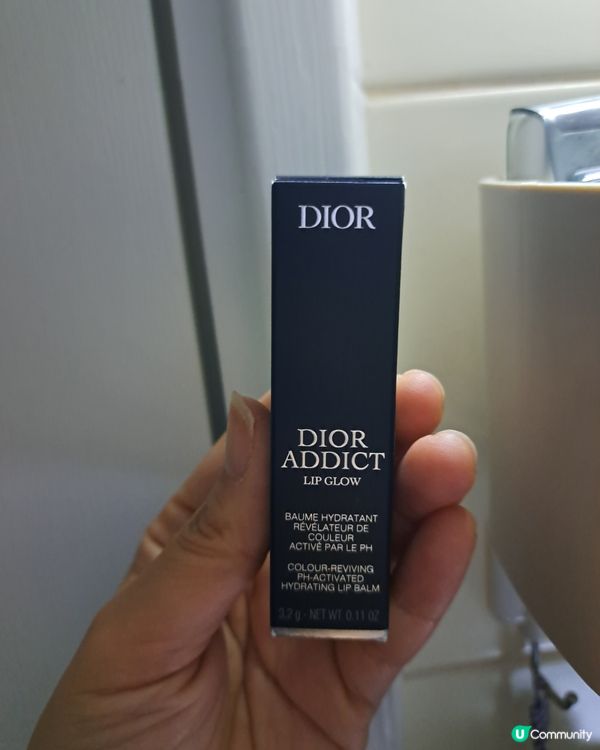 DIOR
DIOR
ADDICT
LIP GLOW
BAUME HYDRATANT
RÉVÉLATEUR DE
COULEUR
ACTIVÉ PAR LE PH
COLOUR-REVIVING
PH-ACTIVATED
HYDRATING LIP BALM
3.2 g - NET WT 0.11 OZ
U Community